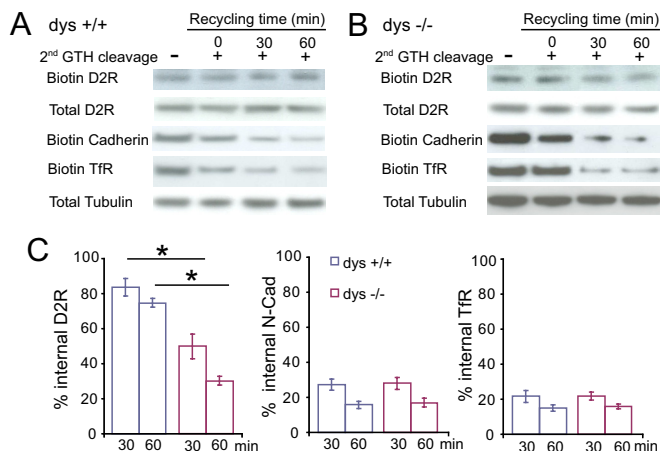 A dys +/+ Recycling time (min)
0 30 60
2nd GTH cleavage – + + +
Biotin D2R
Total D2R
Biotin Cadherin
Biotin TfR
Total Tubulin
B dys -/- Recycling time (min)
0 30 60
2nd GTH cleavage – + + +
Biotin D2R
Total D2R
Biotin Cadherin
Biotin TfR
Total Tubulin
C
% internal D2R
100
80
60
40
20
0
* *
30 60 30 60 min
% internal N-Cad
100
80
60
40
20
0
dys +/+
dys -/-
30 60 30 60 min
% internal TfR
100
80
60
40
20
0
30 60 30 60 min